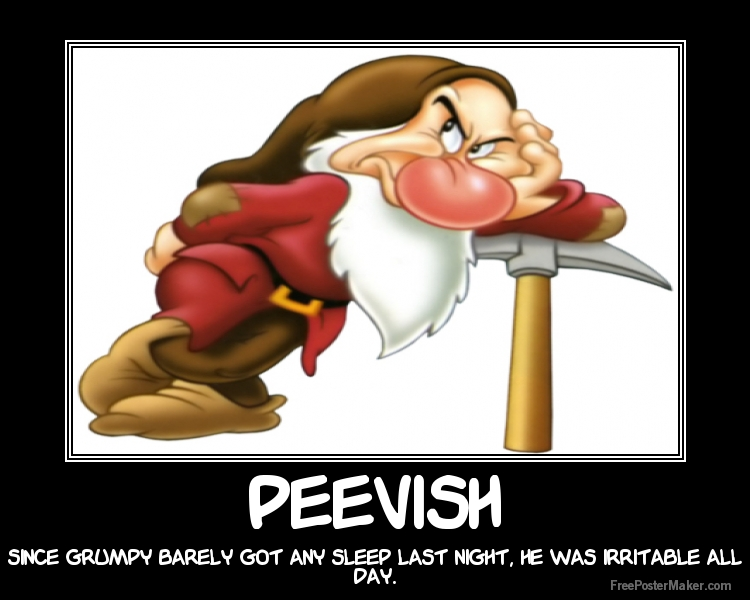 PEEVISH
SINCE GRUMPY BARELY GOT ANY SLEEP LAST NIGHT, HE WAS IRRITABLE ALL
DAY.
FreePosterMaker.com